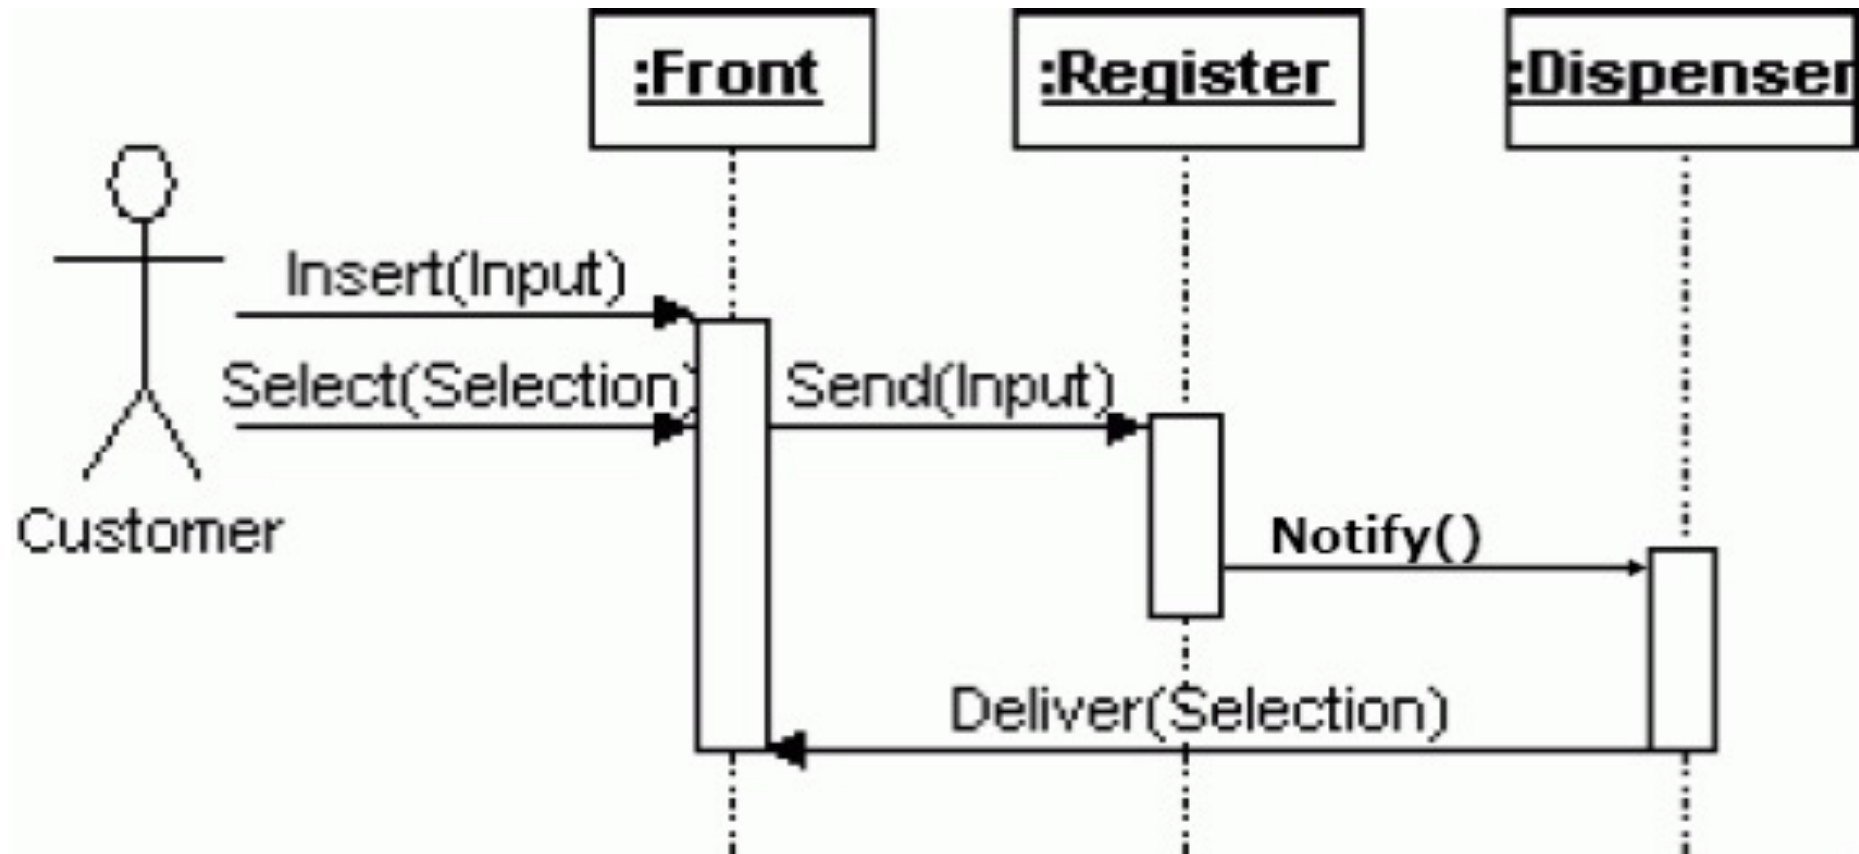 :Front
:Register
:Dispenser
Insert(Input)
Select(Selection)
Send(Input)
Customer
Notify()
Deliver(Selection)